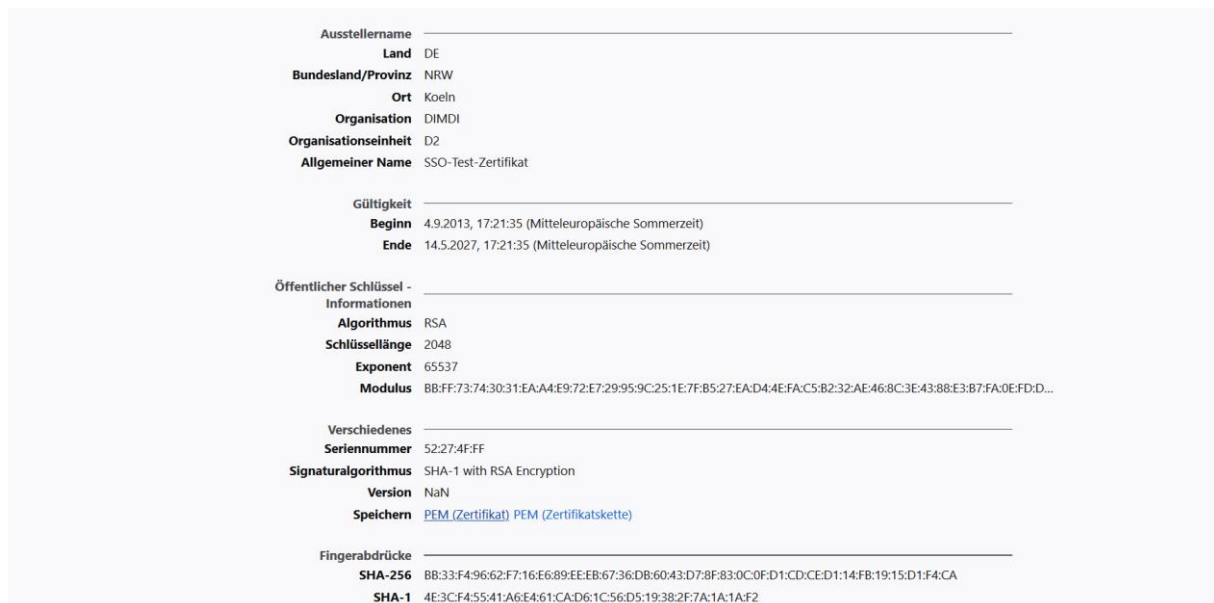 Ausstellername
Land DE
Bundesland/Provinz NRW
Ort Koeln
Organisation DIMDI
Organisationseinheit D2
Allgemeiner Name SSO-Test-Zertifikat
Gültigkeit
Beginn 4.9.2013, 17:21:35 (Mitteleuropäische Sommerzeit)
Ende 14.5.2027, 17:21:35 (Mitteleuropäische Sommerzeit)
Öffentlicher Schlüssel -
Informationen
Algorithmus RSA
Schlüssellänge 2048
Exponent 65537
Modulus BB:FF:73:74:30:31:EA:A4:E9:72:E7:29:95:9C:25:1E:7F:B5:27:EA:D4:4E:FA:C5:B2:32:AE:46:8C:3E:43:88:E3:B7:FA:0E:FD:D...
Verschiedenes
Seriennummer 52:27:4F:FF
Signaturalgorithmus SHA-1 with RSA Encryption
Version NaN
Speichern PEM (Zertifikat) PEM (Zertifikatskette)
Fingerabdrücke
SHA-256 BB:33:F4:96:62:F7:16:E6:89:EE:EB:67:36:DB:60:43:D7:8F:83:0C:0F:D1:CD:CE:D1:14:FB:19:15:D1:F4:CA
SHA-1 4E:3C:F4:55:41:A6:E4:61:CA:D6:1C:56:D5:19:38:2F:7A:1A:1A:F2